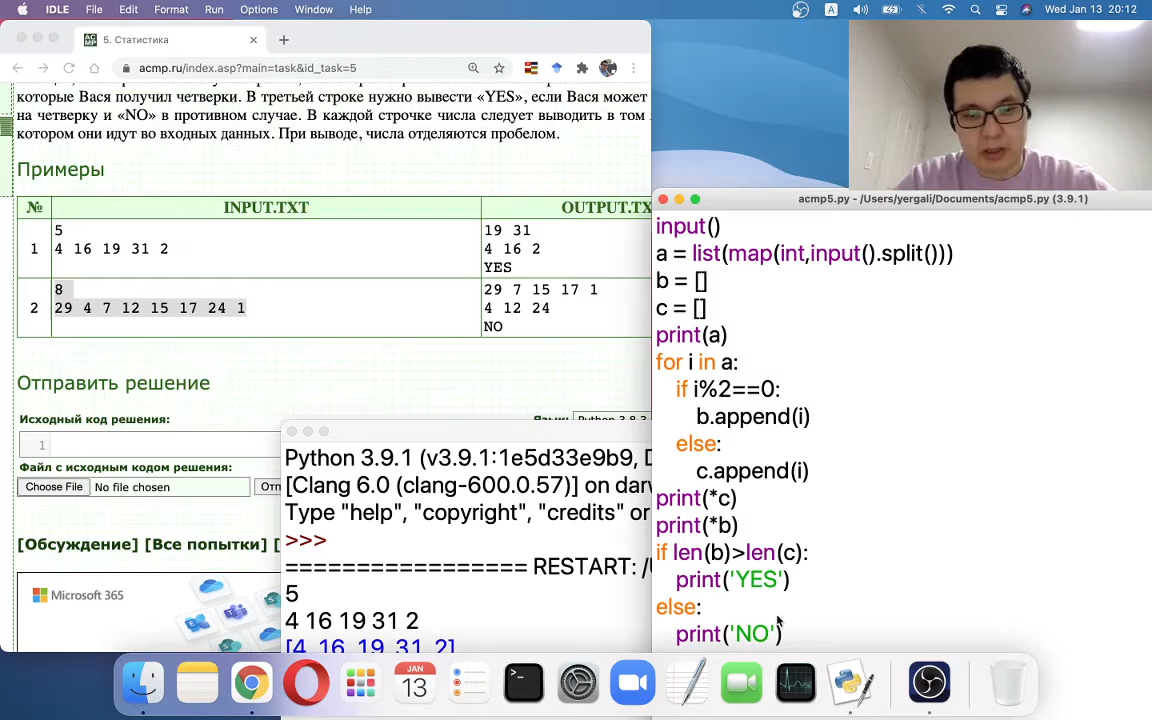 IDLE File Edit Format Run Options Window Help
A Wed Jan 13 20:12
5. Статистика
acmp.ru/index.asp?main=task&id_task=5
которые Вася получил четверки. В третьей строке нужно вывести «YES», если Вася может
на четверку и «NO» в противном случае. В каждой строчке числа следует выводить в том
котором они идут во входных данных. При выводе, числа отделяются пробелом.
Примеры
№ INPUT.TXT OUTPUT.TX
1
5
4 16 19 31 2
19 31
4 16 2
YES
2
8
29 4 7 12 15 17 24 1
29 7 15 17 1
4 12 24
NO
Отправить решение
Исходный код решения:
1
Файл с исходным кодом решения:
Choose File No file chosen
[Обсуждение] [Все попытки] [
Microsoft 365
Python 3.9.1 (v3.9.1:1e5d33e9b9, D
[Clang 6.0 (clang-600.0.57)] on darw
Type "help", "copyright", "credits" or
>>>
================= RESTART: /U
5
4 16 19 31 2
[4, 16, 19, 31, 2]
acmp5.py - /Users/yergali/Documents/acmp5.py (3.9.1)
input()
a = list(map(int,input().split()))
b = []
c = []
print(a)
for i in a:
if i%2==0:
b.append(i)
else:
c.append(i)
print(*c)
print(*b)
if len(b)>len(c):
print('YES')
else:
print('NO')
JAN
13